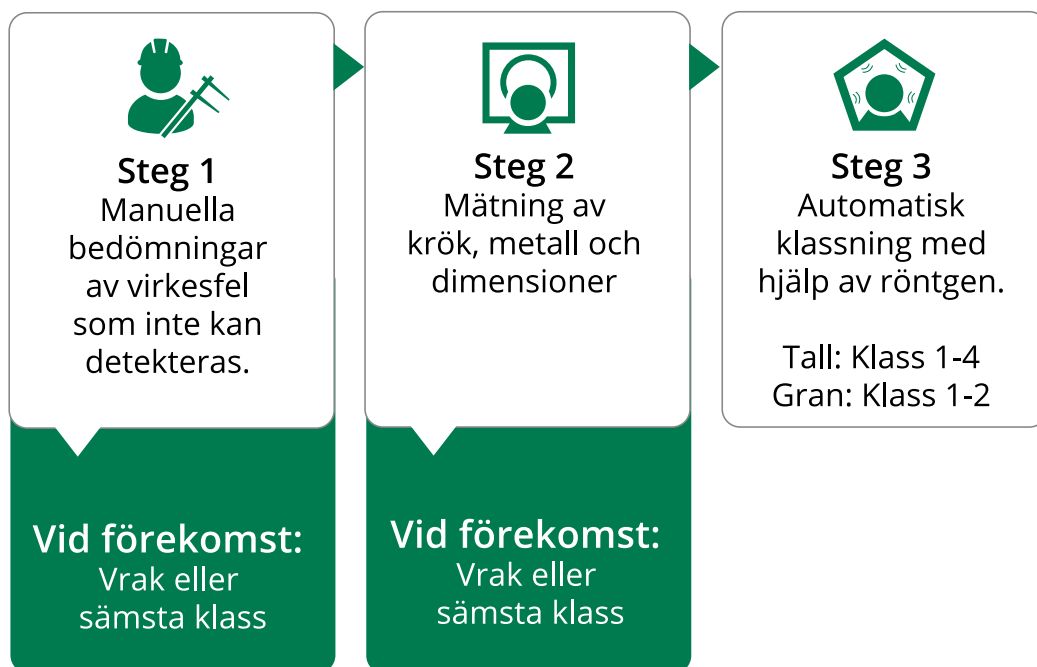 Steg 1
Manuella
bedömningar
av virkesfel
som inte kan
detekteras.
Vid förekomst:
Vrak eller
sämsta klass
Steg 2
Mätning av
krök, metall och
dimensioner
Vid förekomst:
Vrak eller
sämsta klass
Steg 3
Automatisk
klassning med
hjälp av röntgen.
Tall: Klass 1-4
Gran: Klass 1-2